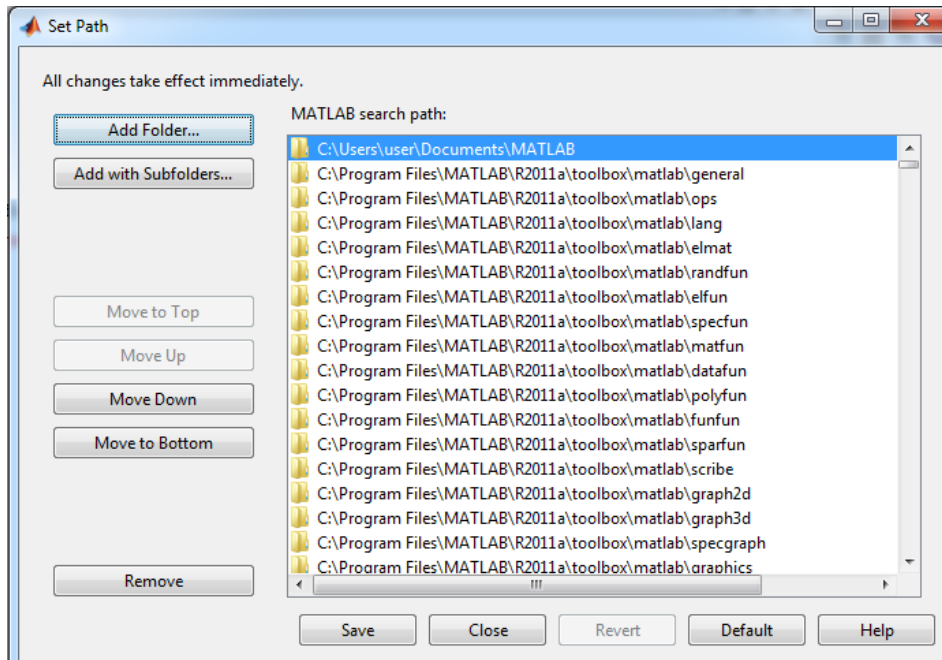 Set Path
All changes take effect immediately.
MATLAB search path:
Add Folder...
Add with Subfolders...
Move to Top
Move Up
Move Down
Move to Bottom
Remove
C:\Users\user\Documents\MATLAB
C:\Program Files\MATLAB\R2011a\toolbox\matlab\general
C:\Program Files\MATLAB\R2011a\toolbox\matlab\ops
C:\Program Files\MATLAB\R2011a\toolbox\matlab\lang
C:\Program Files\MATLAB\R2011a\toolbox\matlab\elmat
C:\Program Files\MATLAB\R2011a\toolbox\matlab\randfun
C:\Program Files\MATLAB\R2011a\toolbox\matlab\elfun
C:\Program Files\MATLAB\R2011a\toolbox\matlab\specfun
C:\Program Files\MATLAB\R2011a\toolbox\matlab\matfun
C:\Program Files\MATLAB\R2011a\toolbox\matlab\datafun
C:\Program Files\MATLAB\R2011a\toolbox\matlab\polyfun
C:\Program Files\MATLAB\R2011a\toolbox\matlab\funfun
C:\Program Files\MATLAB\R2011a\toolbox\matlab\sparfun
C:\Program Files\MATLAB\R2011a\toolbox\matlab\scribe
C:\Program Files\MATLAB\R2011a\toolbox\matlab\graph2d
C:\Program Files\MATLAB\R2011a\toolbox\matlab\graph3d
C:\Program Files\MATLAB\R2011a\toolbox\matlab\specgraph
C:\Program Files\MATLAB\R2011a\toolbox\matlab\graphics
Save
Close
Revert
Default
Help